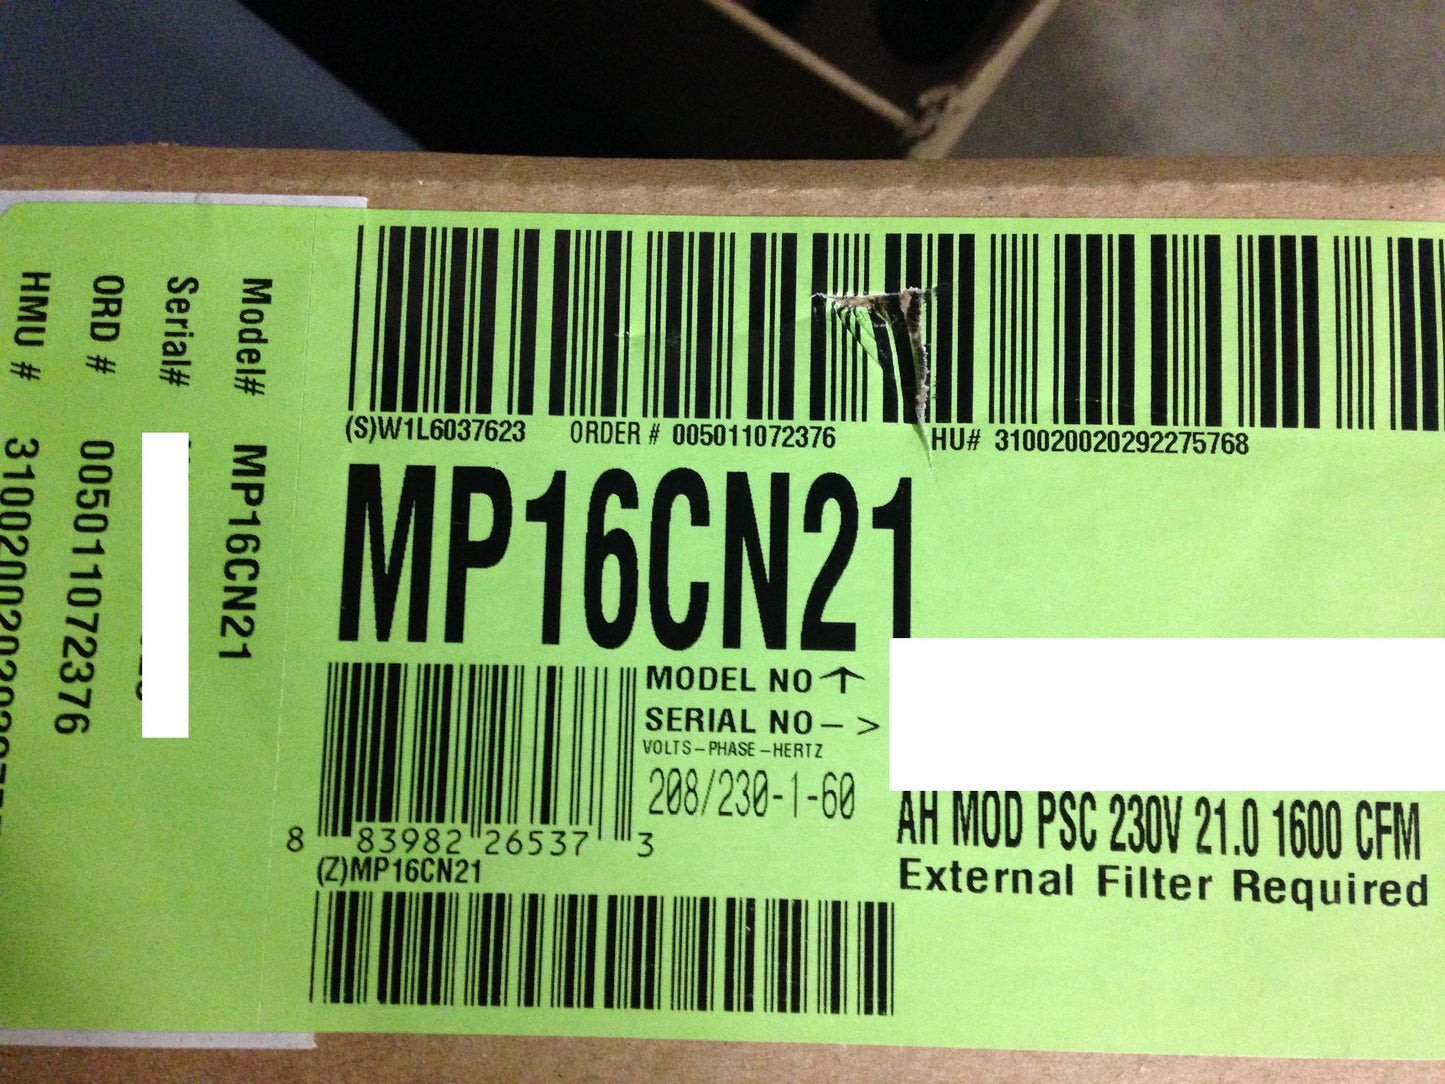 Model# MP16CN21
Serial#
ORD # 005011072376
HMU #
(S)W1L6037623 ORDER # 005011072376 HU# 310020020292275768
MP16CN21
MODEL NO ↑
SERIAL NO – >
VOLTS–PHASE–HERTZ
208/230-1-60
AH MOD PSC 230V 21.0 1600 CFM
External Filter Required
8 83982 26537 3
(Z)MP16CN21